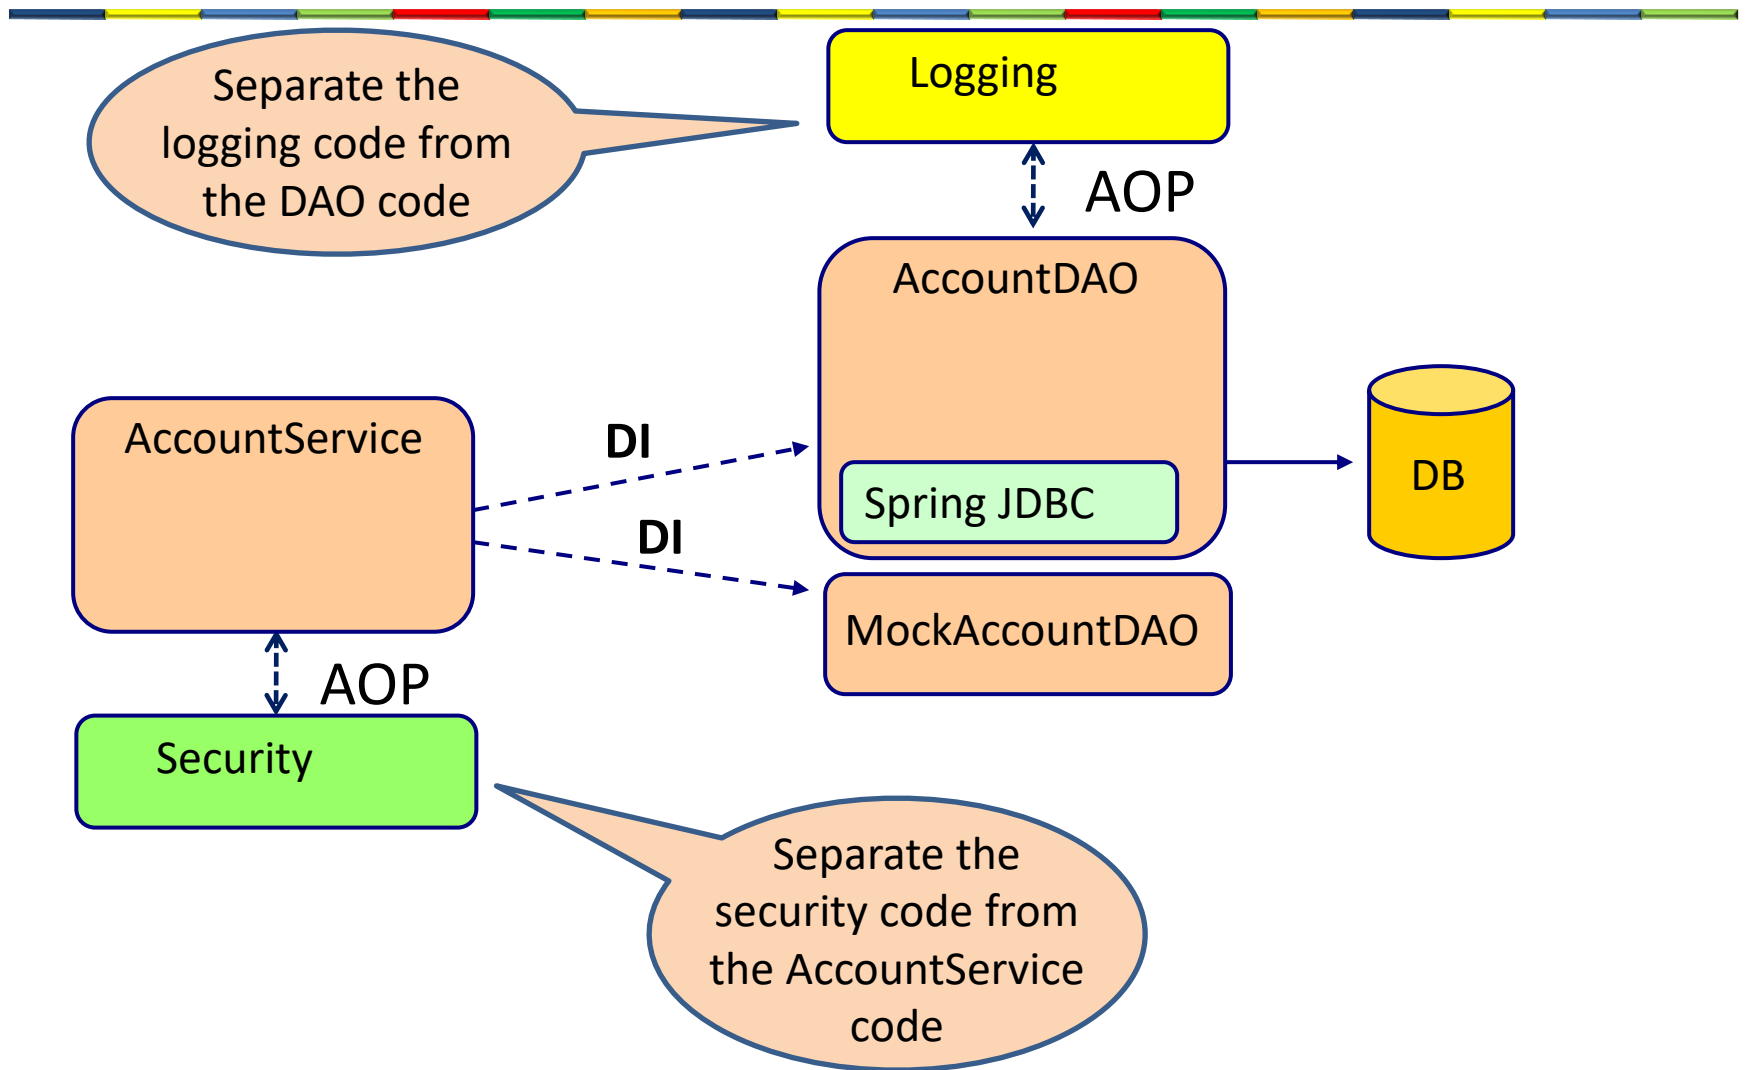 Separate the
logging code from
the DAO code
Logging
AOP
AccountDAO
AccountService
DI
DI
Spring JDBC
DB
MockAccountDAO
AOP
Security
Separate the
security code from
the AccountService
code